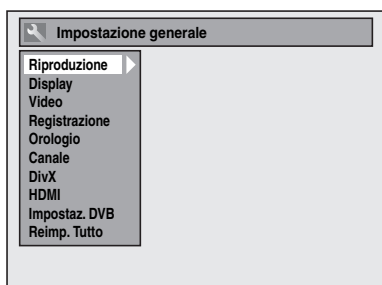 Impostazione generale
Riproduzione
Display
Video
Registrazione
Orologio
Canale
DivX
HDMI
Impostaz. DVB
Reimp. Tutto